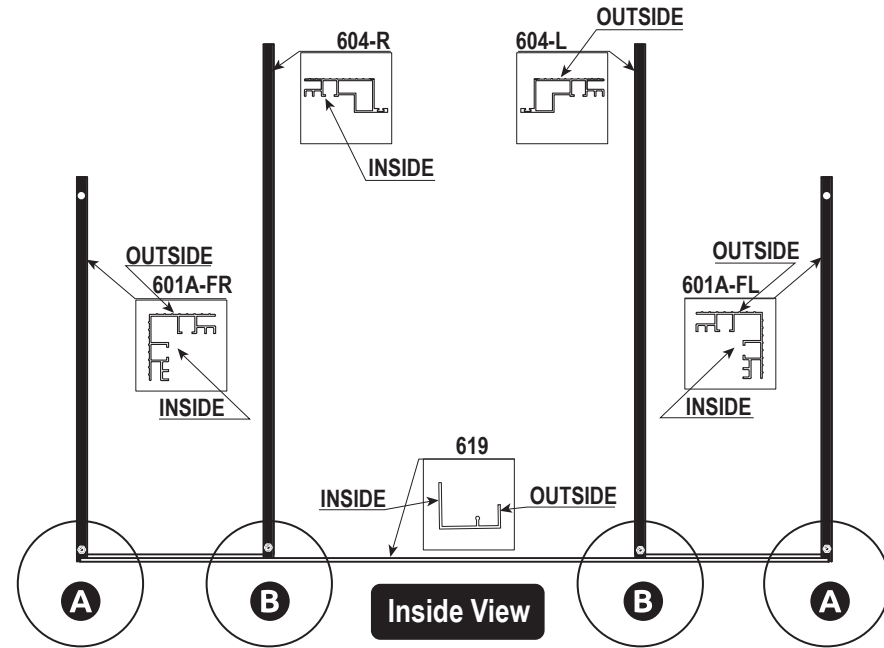 OUTSIDE
604-R
604-L
INSIDE
OUTSIDE
OUTSIDE
601A-FR
601A-FL
INSIDE
INSIDE
619
INSIDE
OUTSIDE
A
B
Inside View
B
A